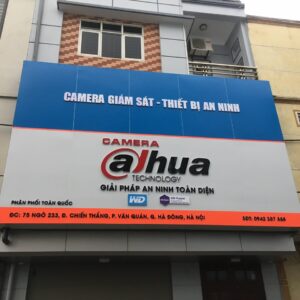 CAMERA GIÁM SÁT - THIẾT BỊ AN NINH
CAMERA
alhua
TECHNOLOGY
GIẢI PHÁP AN NINH TOÀN DIỆN
PHÂN PHỐI TOÀN QUỐC
WD
ĐC: 75 NGÕ 233, Đ. CHIẾN THẮNG, P. VĂN QUÁN, Q. HÀ ĐÔNG, HÀ NỘI